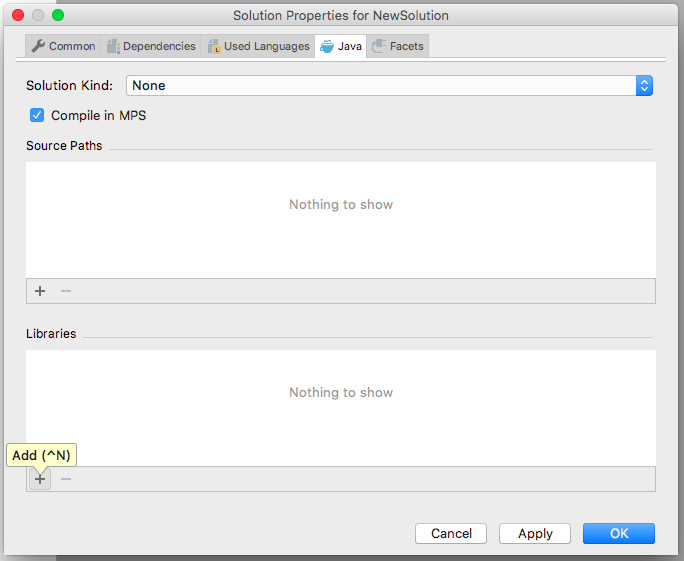 Solution Properties for NewSolution
Common Dependencies Used Languages Java Facets
Solution Kind: None
Compile in MPS
Source Paths
Nothing to show
Libraries
Nothing to show
Add (^N)
Cancel Apply OK